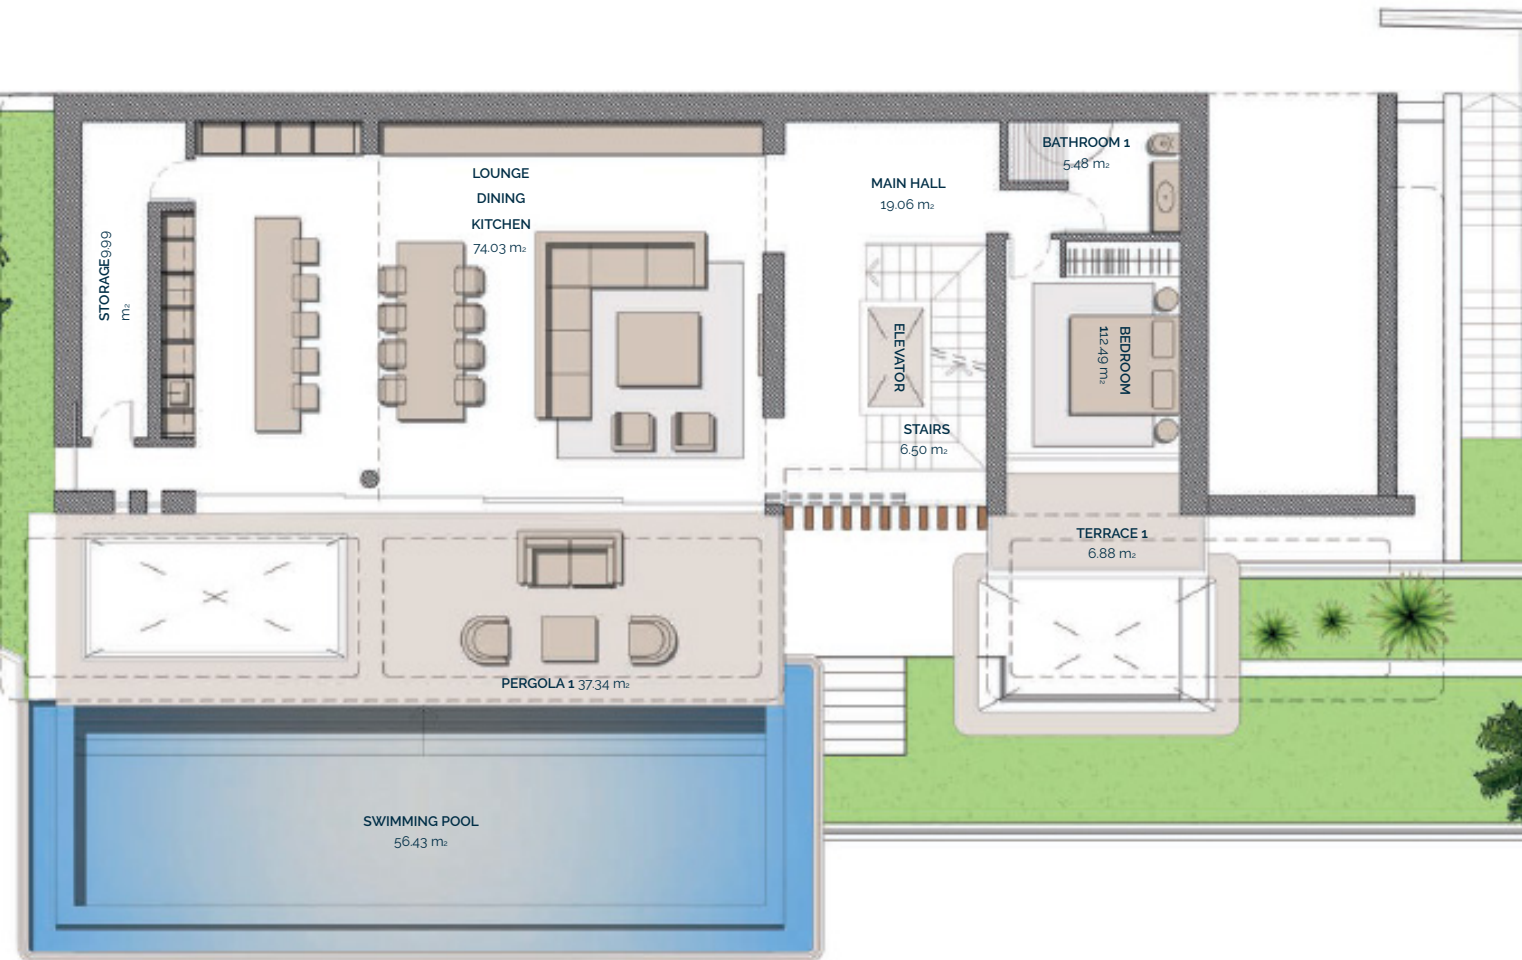 LOUNGE
DINING
KITCHEN
74.03 m²
MAIN HALL
19.06 m²
BATHROOM 1
5.48 m²
STORAGE 9.99
m²
ELEVATOR
BEDROOM
112.49 m²
STAIRS
6.50 m²
TERRACE 1
6.88 m²
PERGOLA 1 37.34 m²
SWIMMING POOL
56.43 m²